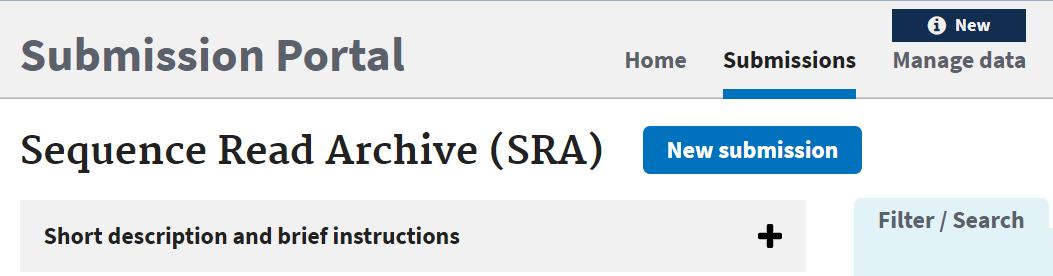 New
Submission Portal
Home
Submissions
Manage data
Sequence Read Archive (SRA)
New submission
Short description and brief instructions
Filter / Search